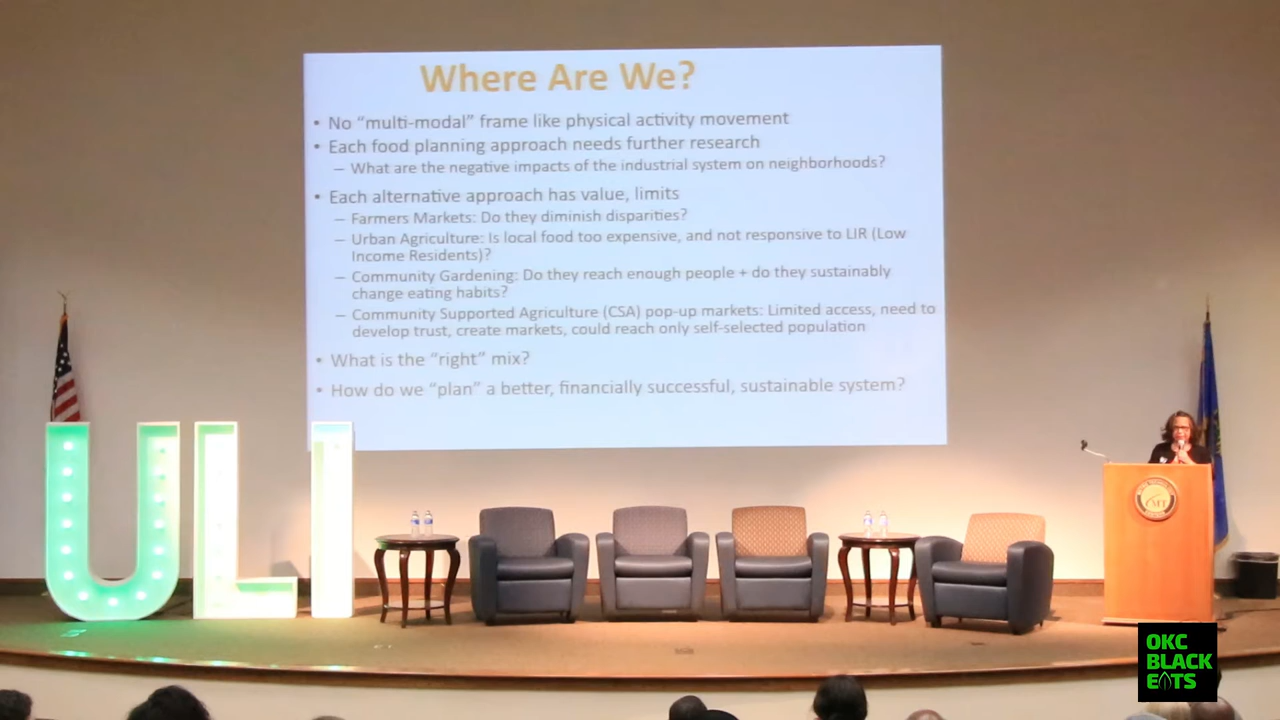 Where Are We?
• No “multi-modal” frame like physical activity movement
• Each food planning approach needs further research
– What are the negative impacts of the industrial system on neighborhoods?
• Each alternative approach has value, limits
– Farmers Markets: Do they diminish disparities?
– Urban Agriculture: Is local food too expensive, and not responsive to LIR (Low
Income Residents)?
– Community Gardening: Do they reach enough people + do they sustainably
change eating habits?
– Community Supported Agriculture (CSA) pop-up markets: Limited access, need to
develop trust, create markets, could reach only self-selected population
• What is the “right” mix?
• How do we “plan” a better, financially successful, sustainable system?
ULI
MT
OKC
BLACK
EATS